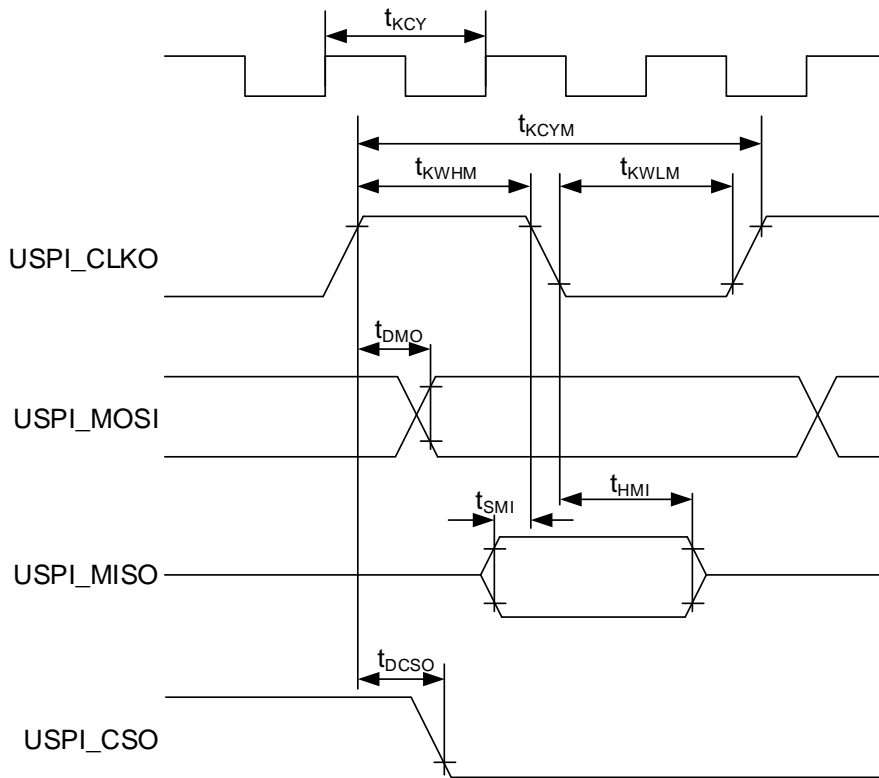 tKCY
tKCYM
tKWHM
tKWLM
USPI_CLKO
tDMO
USPI_MOSI
tSMI
tHMI
USPI_MISO
tDCSO
USPI_CSO